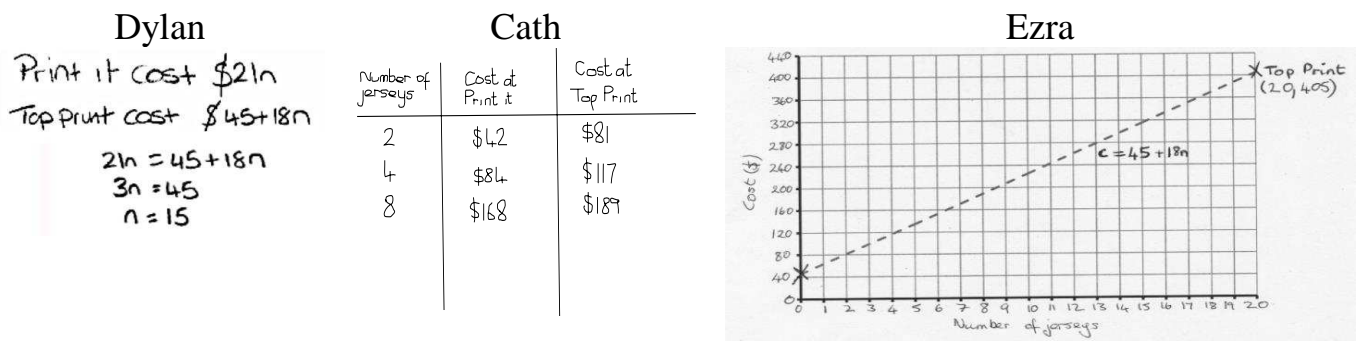 Dylan
Print it cost $21n
Top print cost $45+18n
21n = 45+18n
3n = 45
n = 15
Cath
Number of jerseys Cost at Print it Cost at Top Print
2 $42 $81
4 $84 $117
8 $168 $189
Ezra
440
400
360
320
280
240
200
160
120
80
40
0
Cost ($)
Top Print
(20, 405)
c = 45 + 18n
0 1 2 3 4 5 6 7 8 9 10 11 12 13 14 15 16 17 18 19 20
Number of jerseys